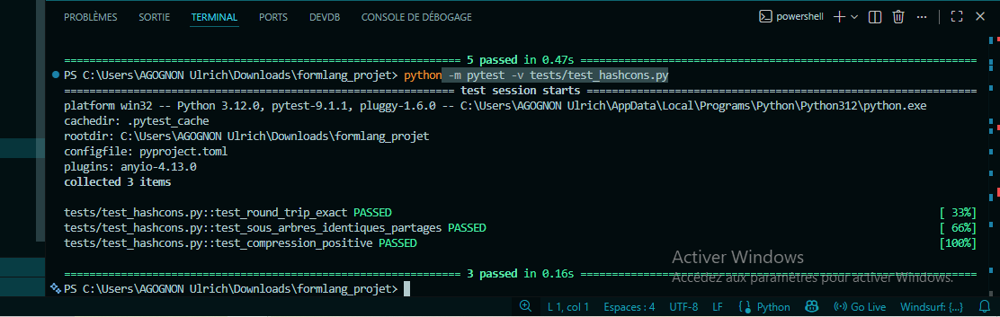 PROBLÈMES SORTIE TERMINAL PORTS DEVDB CONSOLE DE DÉBOGAGE powershell
============ 5 passed in 0.47s ============
PS C:\Users\AGOGNON Ulrich\Downloads\formlang_projet> python -m pytest -v tests/test_hashcons.py
============ test session starts ============
platform win32 -- Python 3.12.0, pytest-9.1.1, pluggy-1.6.0 -- C:\Users\AGOGNON Ulrich\AppData\Local\Programs\Python\Python312\python.exe
cachedir: .pytest_cache
rootdir: C:\Users\AGOGNON Ulrich\Downloads\formlang_projet
configfile: pyproject.toml
plugins: anyio-4.13.0
collected 3 items
tests/test_hashcons.py::test_round_trip_exact PASSED [ 33%]
tests/test_hashcons.py::test_sous_arbres_identiques_partages PASSED [ 66%]
tests/test_hashcons.py::test_compression_positive PASSED [100%]
Activer Windows
============ 3 passed in 0.16s ============
Accédez aux paramètres pour activer Windows.
PS C:\Users\AGOGNON Ulrich\Downloads\formlang_projet>
L 1, col 1 Espaces : 4 UTF-8 LF {} Python Go Live Windsurf: {...}